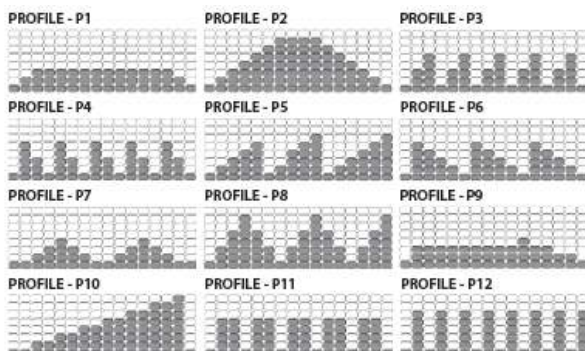 PROFILE - P1 PROFILE - P2 PROFILE - P3
PROFILE - P4 PROFILE - P5 PROFILE - P6
PROFILE - P7 PROFILE - P8 PROFILE - P9
PROFILE - P10 PROFILE - P11 PROFILE - P12